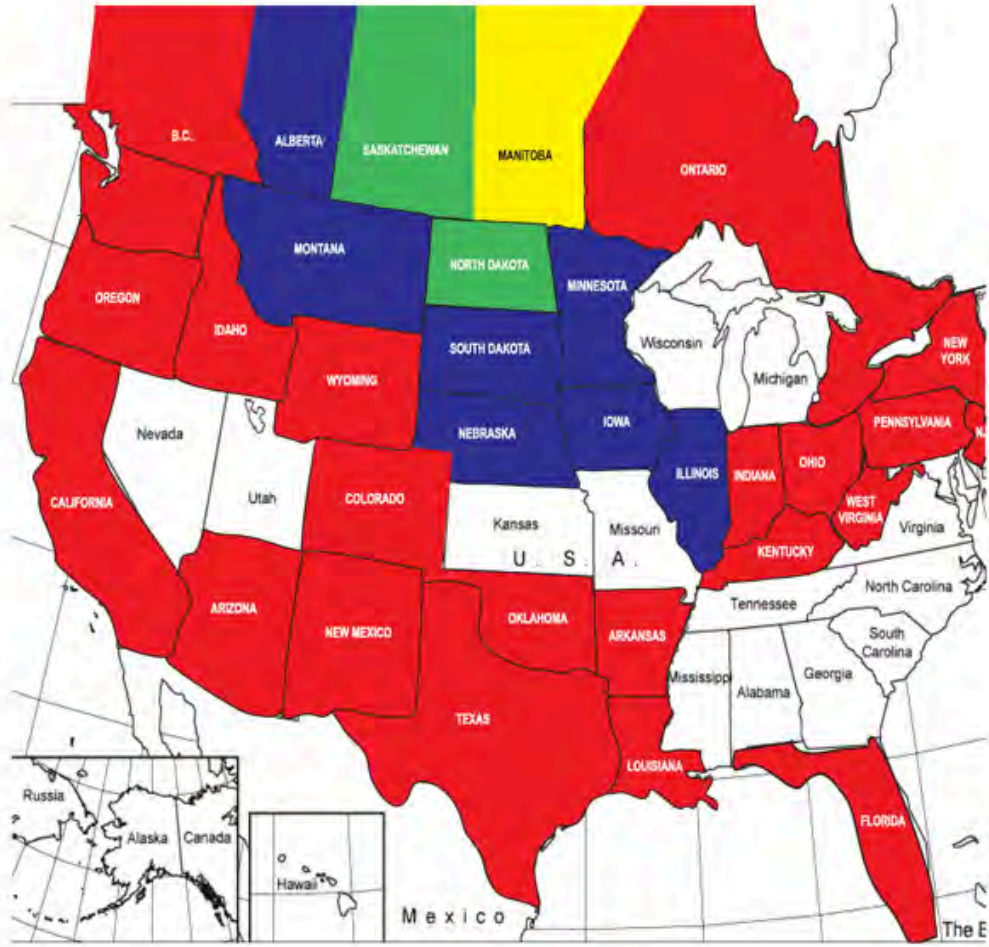 B.C.
ALBERTA
SASKATCHEWAN
MANITOBA
ONTARIO
MONTANA
NORTH DAKOTA
MINNESOTA
OREGON
IDAHO
SOUTH DAKOTA
Wisconsin
NEW
YORK
WYOMING
Michigan
NEBRASKA
IOWA
PENNSYLVANIA
N.
Nevada
OHIO
ILLINOIS
INDIANA
CALIFORNIA
Utah
COLORADO
WEST
VIRGINIA
Kansas
Missouri
Virginia
KENTUCKY
U. S. A.
North Carolina
Tennessee
ARIZONA
NEW MEXICO
OKLAHOMA
ARKANSAS
South
Carolina
Mississippi
Alabama
Georgia
TEXAS
LOUISIANA
Russia
FLORIDA
Alaska
Canada
Hawaii
Mexico
The E